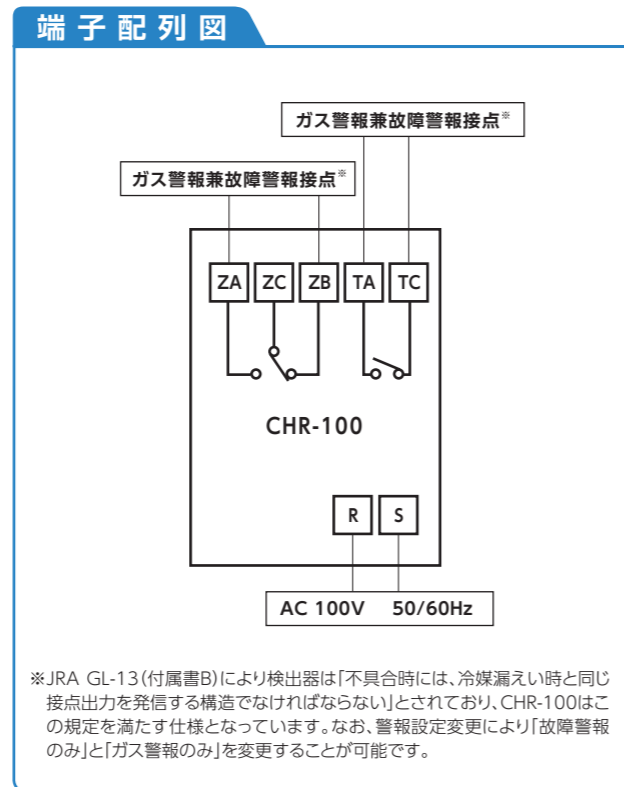 端子配列図
ガス警報兼故障警報接点※
ガス警報兼故障警報接点※
ZA ZC ZB TA TC
CHR-100
R S
AC 100V 50/60Hz
※JRA GL-13(付属書B)により検出器は「不具合時には、冷媒漏えい時と同じ
接点出力を発信する構造でなければならない」とされており、CHR-100はこ
の規定を満たす仕様となっています。なお、警報設定変更により「故障警報
のみ」と「ガス警報のみ」を変更することが可能です。